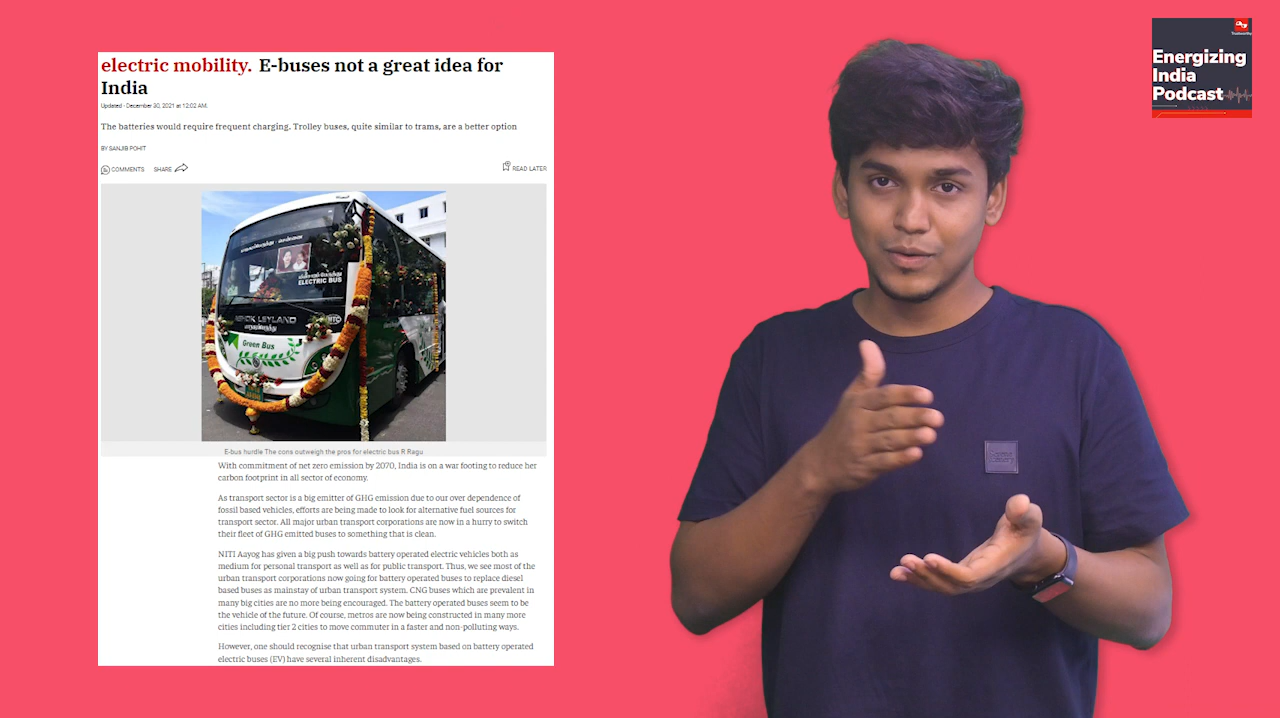 electric mobility. E-buses not a great idea for
India
Updated - December 30, 2021 at 12:02 AM.
The batteries would require frequent charging. Trolley buses, quite similar to trams, are a better option
BY SANJIB POHIT
COMMENTS SHARE READ LATER
ELECTRIC BUS
ASHOK LEYLAND
MTC
Green Bus
E-bus hurdle The cons outweigh the pros for electric bus R Ragu
With commitment of net zero emission by 2070, India is on a war footing to reduce her
carbon footprint in all sector of economy.
As transport sector is a big emitter of GHG emission due to our over dependence of
fossil based vehicles, efforts are being made to look for alternative fuel sources for
transport sector. All major urban transport corporations are now in a hurry to switch
their fleet of GHG emitted buses to something that is clean.
NITI Aayog has given a big push towards battery operated electric vehicles both as
medium for personal transport as well as for public transport. Thus, we see most of the
urban transport corporations now going for battery operated buses to replace diesel
based buses as mainstay of urban transport system. CNG buses which are prevalent in
many big cities are no more being encouraged. The battery operated buses seem to be
the vehicle of the future. Of course, metros are now being constructed in many more
cities including tier 2 cities to move commuter in a faster and non-polluting ways.
However, one should recognise that urban transport system based on battery operated
electric buses (EV) have several inherent disadvantages.
Energizing
India
Podcast